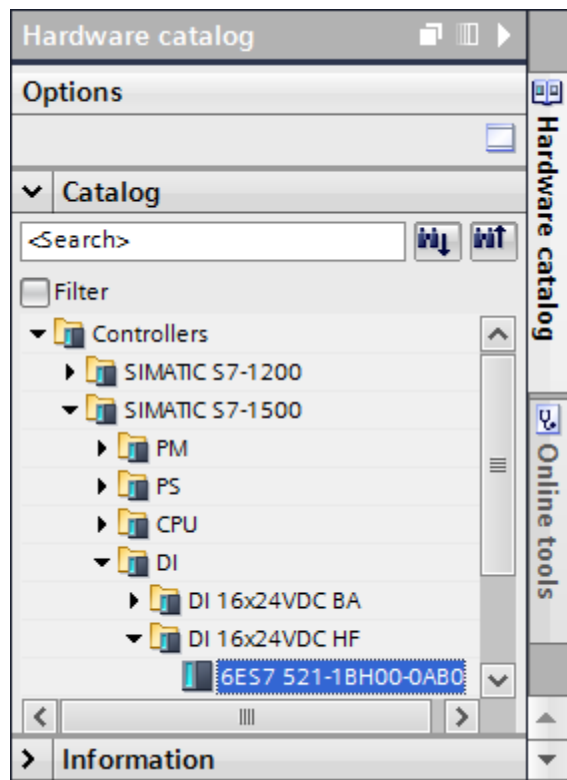 Hardware catalog
Options
Catalog
<Search>
Filter
Controllers
SIMATIC S7-1200
SIMATIC S7-1500
PM
PS
CPU
DI
DI 16x24VDC BA
DI 16x24VDC HF
6ES7 521-1BH00-0AB0
Information
Hardware catalog
Online tools